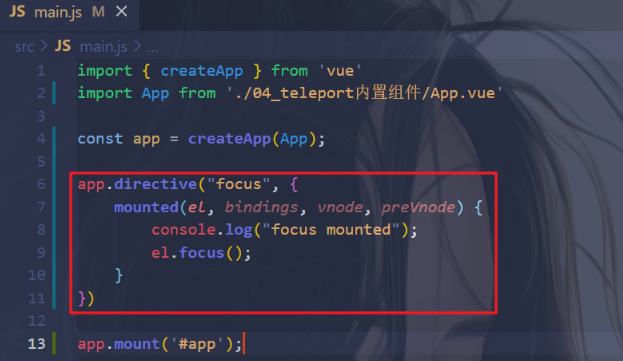 JS main.js M ×
src > JS main.js > ...
1 import { createApp } from 'vue'
2 import App from './04_teleport内置组件/App.vue'
3
4 const app = createApp(App);
5
6 app.directive("focus", {
7 mounted(el, bindings, vnode, preVnode) {
8 console.log("focus mounted");
9 el.focus();
10 }
11 })
12
13 app.mount('#app');